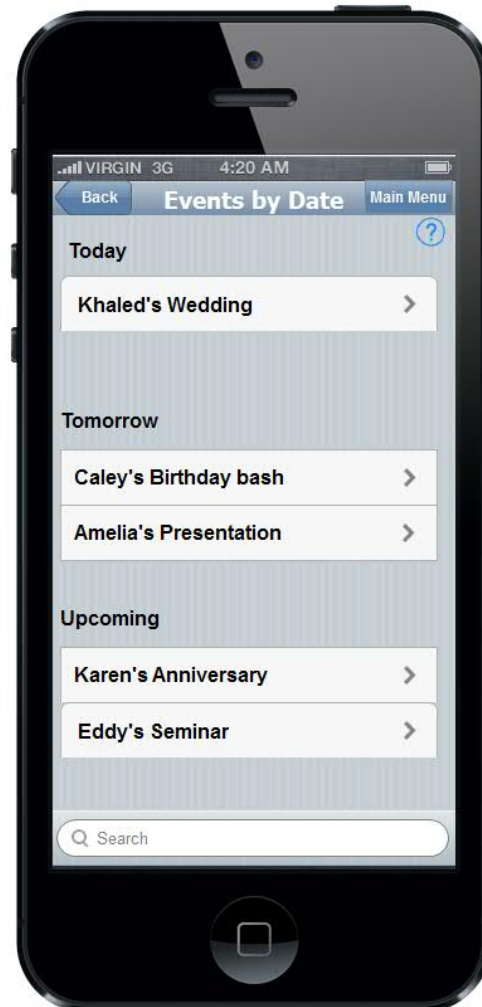 VIRGIN 3G 4:20 AM
Back Events by Date Main Menu
?
Today
Khaled's Wedding
Tomorrow
Caley's Birthday bash
Amelia's Presentation
Upcoming
Karen's Anniversary
Eddy's Seminar
Search